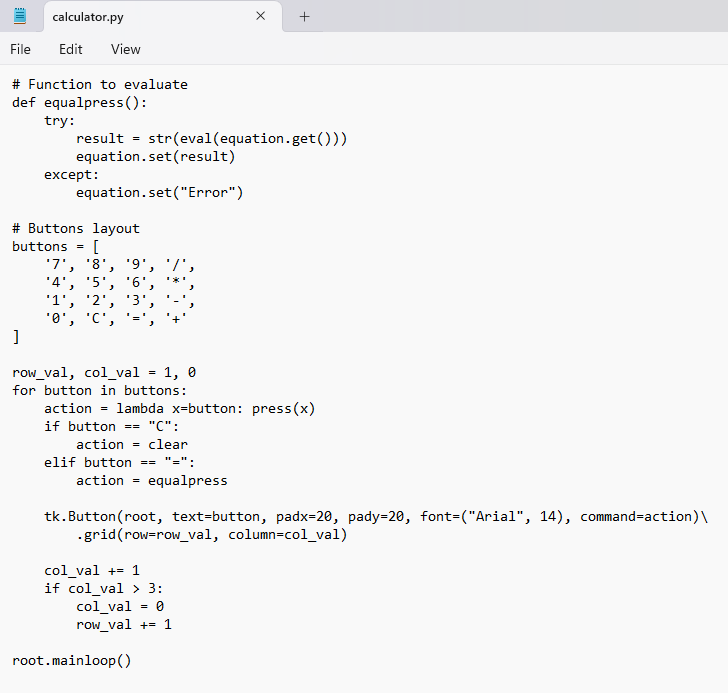 calculator.py
File Edit View
# Function to evaluate
def equalpress():
    try:
        result = str(eval(equation.get()))
        equation.set(result)
    except:
        equation.set("Error")

# Buttons layout
buttons = [
    '7', '8', '9', '/',
    '4', '5', '6', '*',
    '1', '2', '3', '-',
    '0', 'C', '=', '+'
]

row_val, col_val = 1, 0
for button in buttons:
    action = lambda x=button: press(x)
    if button == "C":
        action = clear
    elif button == "=":
        action = equalpress

    tk.Button(root, text=button, padx=20, pady=20, font=("Arial", 14), command=action)\
        .grid(row=row_val, column=col_val)

    col_val += 1
    if col_val > 3:
        col_val = 0
        row_val += 1

root.mainloop()